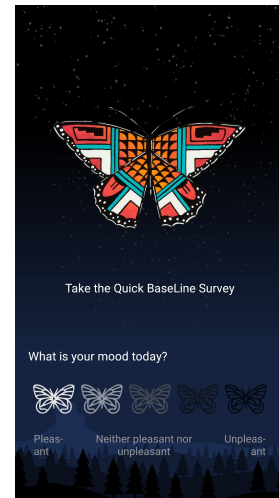 Take the Quick BaseLine Survey
What is your mood today?
Pleas-
ant
Neither pleasant nor
unpleasant
Unpleas-
ant